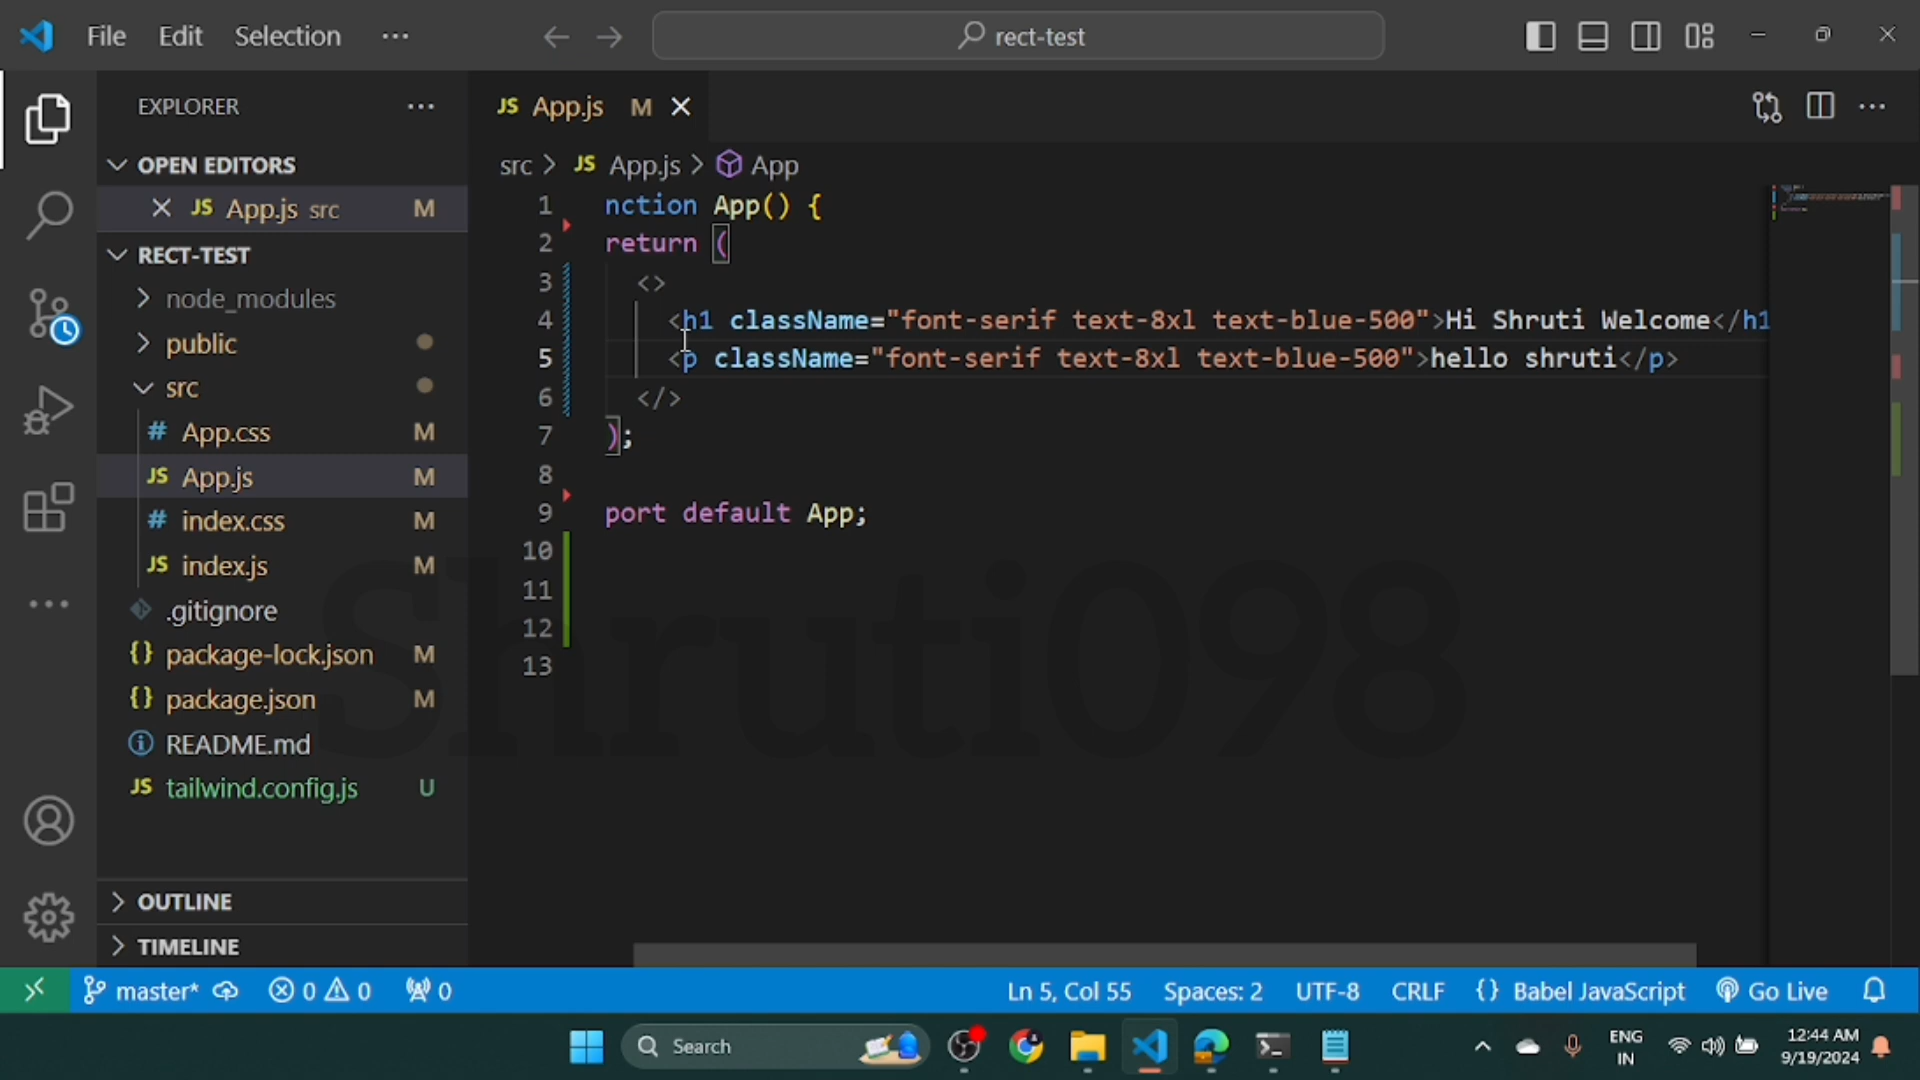 File Edit Selection ··· rect-test
EXPLORER
OPEN EDITORS
App.js src M
RECT-TEST
node_modules
public
src
# App.css M
JS App.js M
# index.css M
JS index.js M
.gitignore
{} package-lock.json M
{} package.json M
README.md
JS tailwind.config.js U
OUTLINE
TIMELINE
JS App.js M
src > JS App.js > App
1 nction App() {
2 return (
3 <>
4 <h1 className="font-serif text-8xl text-blue-500">Hi Shruti Welcome</h1
5 <p className="font-serif text-8xl text-blue-500">hello shruti</p>
6 </>
7 );
8
9 port default App;
10
11
12
13
Shruti098
master* 0 0 0 Ln 5, Col 55 Spaces: 2 UTF-8 CRLF {} Babel JavaScript Go Live
Search ENG IN 12:44 AM
9/19/2024